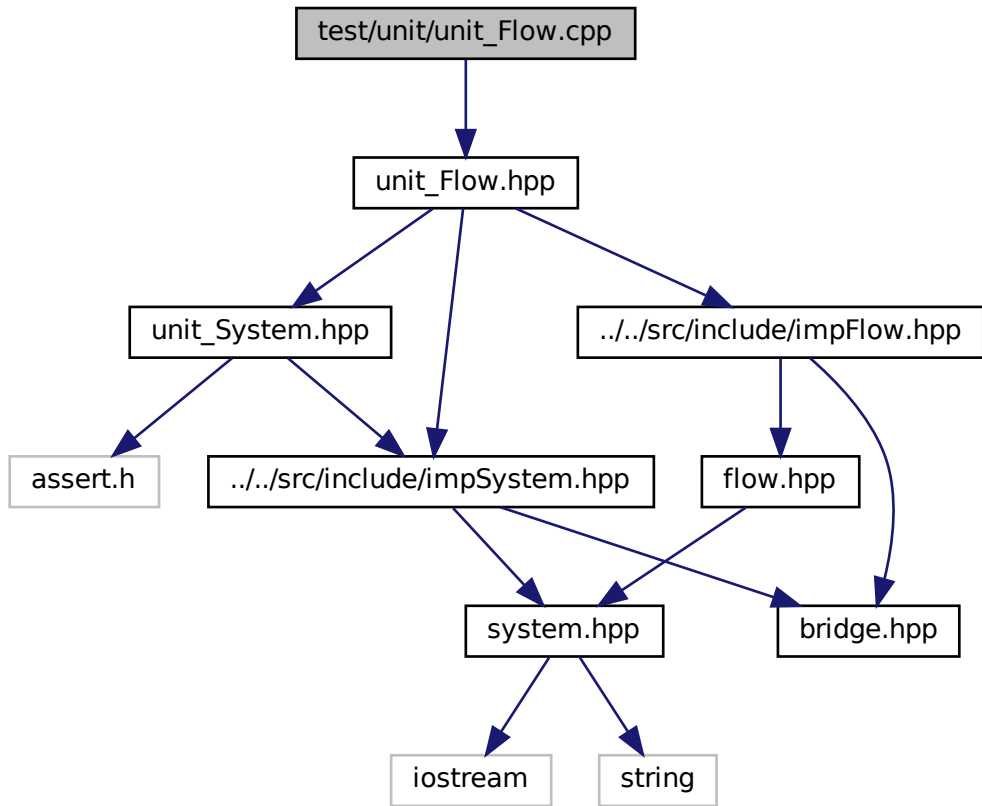 test/unit/unit_Flow.cpp
unit_Flow.hpp
unit_System.hpp
../../src/include/impFlow.hpp
assert.h
../../src/include/impSystem.hpp
flow.hpp
system.hpp
bridge.hpp
iostream
string